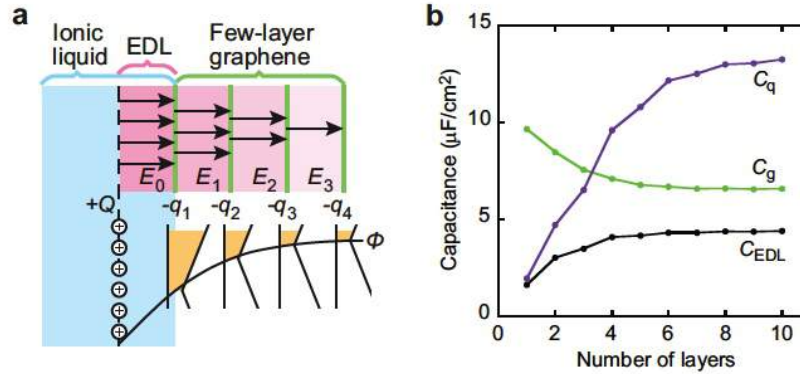 a
Ionic
liquid
EDL
Few-layer
graphene
E0
E1
E2
E3
+Q
-q1
-q2
-q3
-q4
Φ
b
Capacitance (μF/cm2)
15
10
5
0
Cq
Cg
CEDL
0
2
4
6
8
10
Number of layers